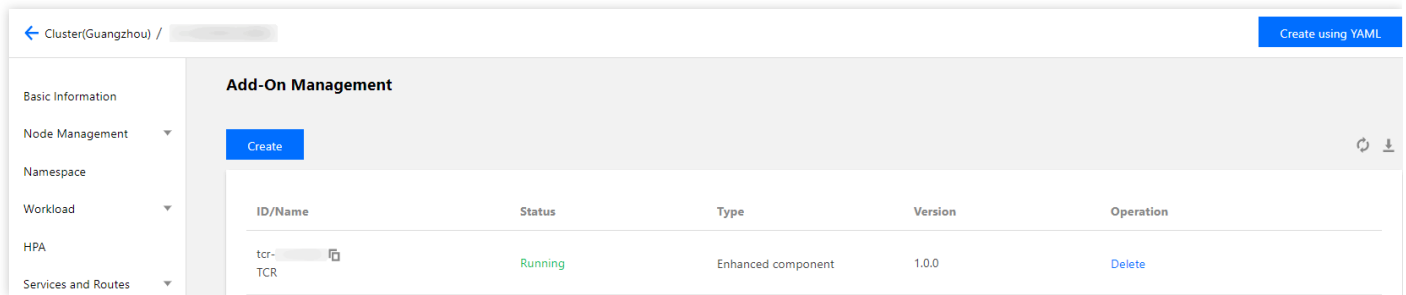 Cluster(Guangzhou) /
Create using YAML
Basic Information
Node Management
Namespace
Workload
HPA
Services and Routes
Add-On Management
Create
ID/Name Status Type Version Operation
tcr-
TCR
Running
Enhanced component
1.0.0
Delete